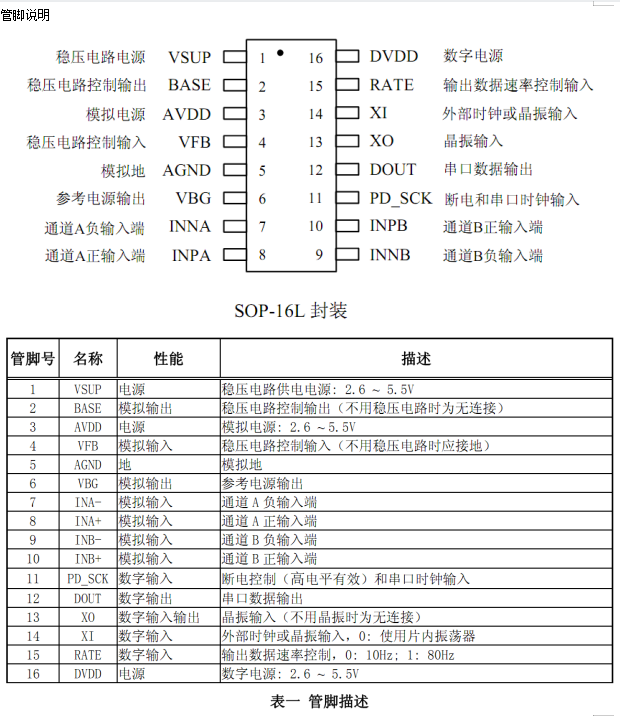 管脚说明
稳压电路电源 VSUP 1 16 DVDD 数字电源
稳压电路控制输出 BASE 2 15 RATE 输出数据速率控制输入
模拟电源 AVDD 3 14 XI 外部时钟或晶振输入
稳压电路控制输入 VFB 4 13 XO 晶振输入
模拟地 AGND 5 12 DOUT 串口数据输出
参考电源输出 VBG 6 11 PD_SCK 断电和串口时钟输入
通道A负输入端 INNA 7 10 INPB 通道B正输入端
通道A正输入端 INPA 8 9 INNB 通道B负输入端
SOP-16L 封装
管脚号 名称 性能 描述
1 VSUP 电源 稳压电路供电电源: 2.6 ~ 5.5V
2 BASE 模拟输出 稳压电路控制输出（不用稳压电路时为无连接）
3 AVDD 电源 模拟电源: 2.6 ~ 5.5V
4 VFB 模拟输入 稳压电路控制输入（不用稳压电路时应接地）
5 AGND 地 模拟地
6 VBG 模拟输出 参考电源输出
7 INA- 模拟输入 通道 A 负输入端
8 INA+ 模拟输入 通道 A 正输入端
9 INB- 模拟输入 通道 B 负输入端
10 INB+ 模拟输入 通道 B 正输入端
11 PD_SCK 数字输入 断电控制（高电平有效）和串口时钟输入
12 DOUT 数字输出 串口数据输出
13 XO 数字输入输出 晶振输入（不用晶振时为无连接）
14 XI 数字输入 外部时钟或晶振输入，0: 使用片内振荡器
15 RATE 数字输入 输出数据速率控制，0: 10Hz; 1: 80Hz
16 DVDD 电源 数字电源: 2.6 ~ 5.5V
表一 管脚描述